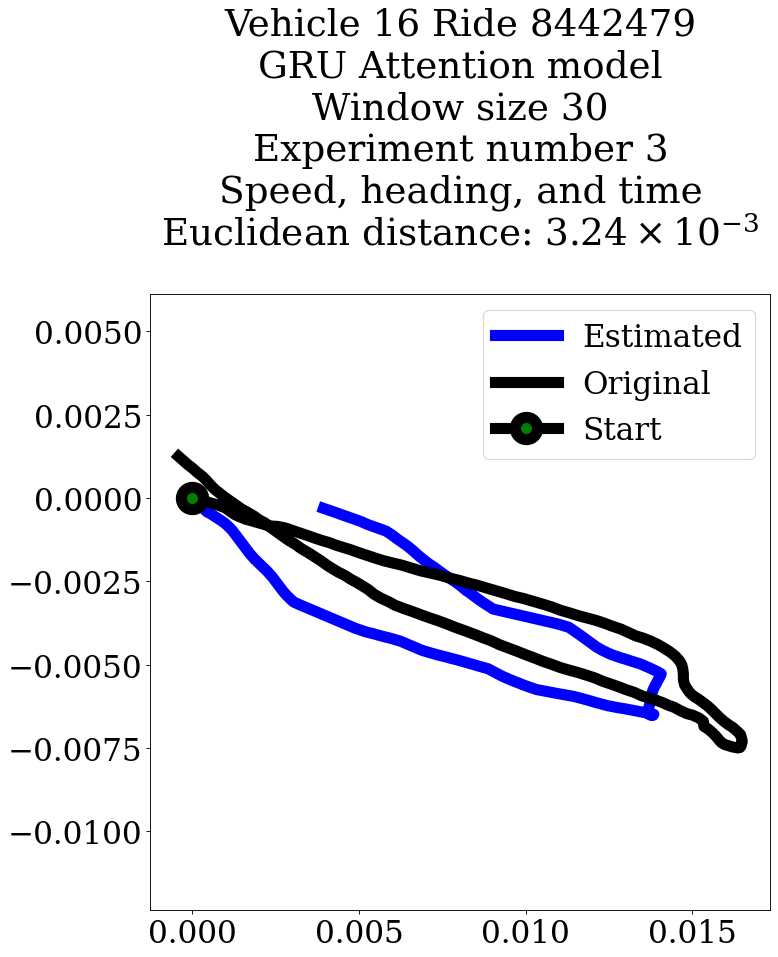 Vehicle 16 Ride 8442479
GRU Attention model
Window size 30
Experiment number 3
Speed, heading, and time
Euclidean distance: 3.24 × 10⁻³
Estimated
Original
Start
0.0050
0.0025
0.0000
−0.0025
−0.0050
−0.0075
−0.0100
0.000 0.005 0.010 0.015